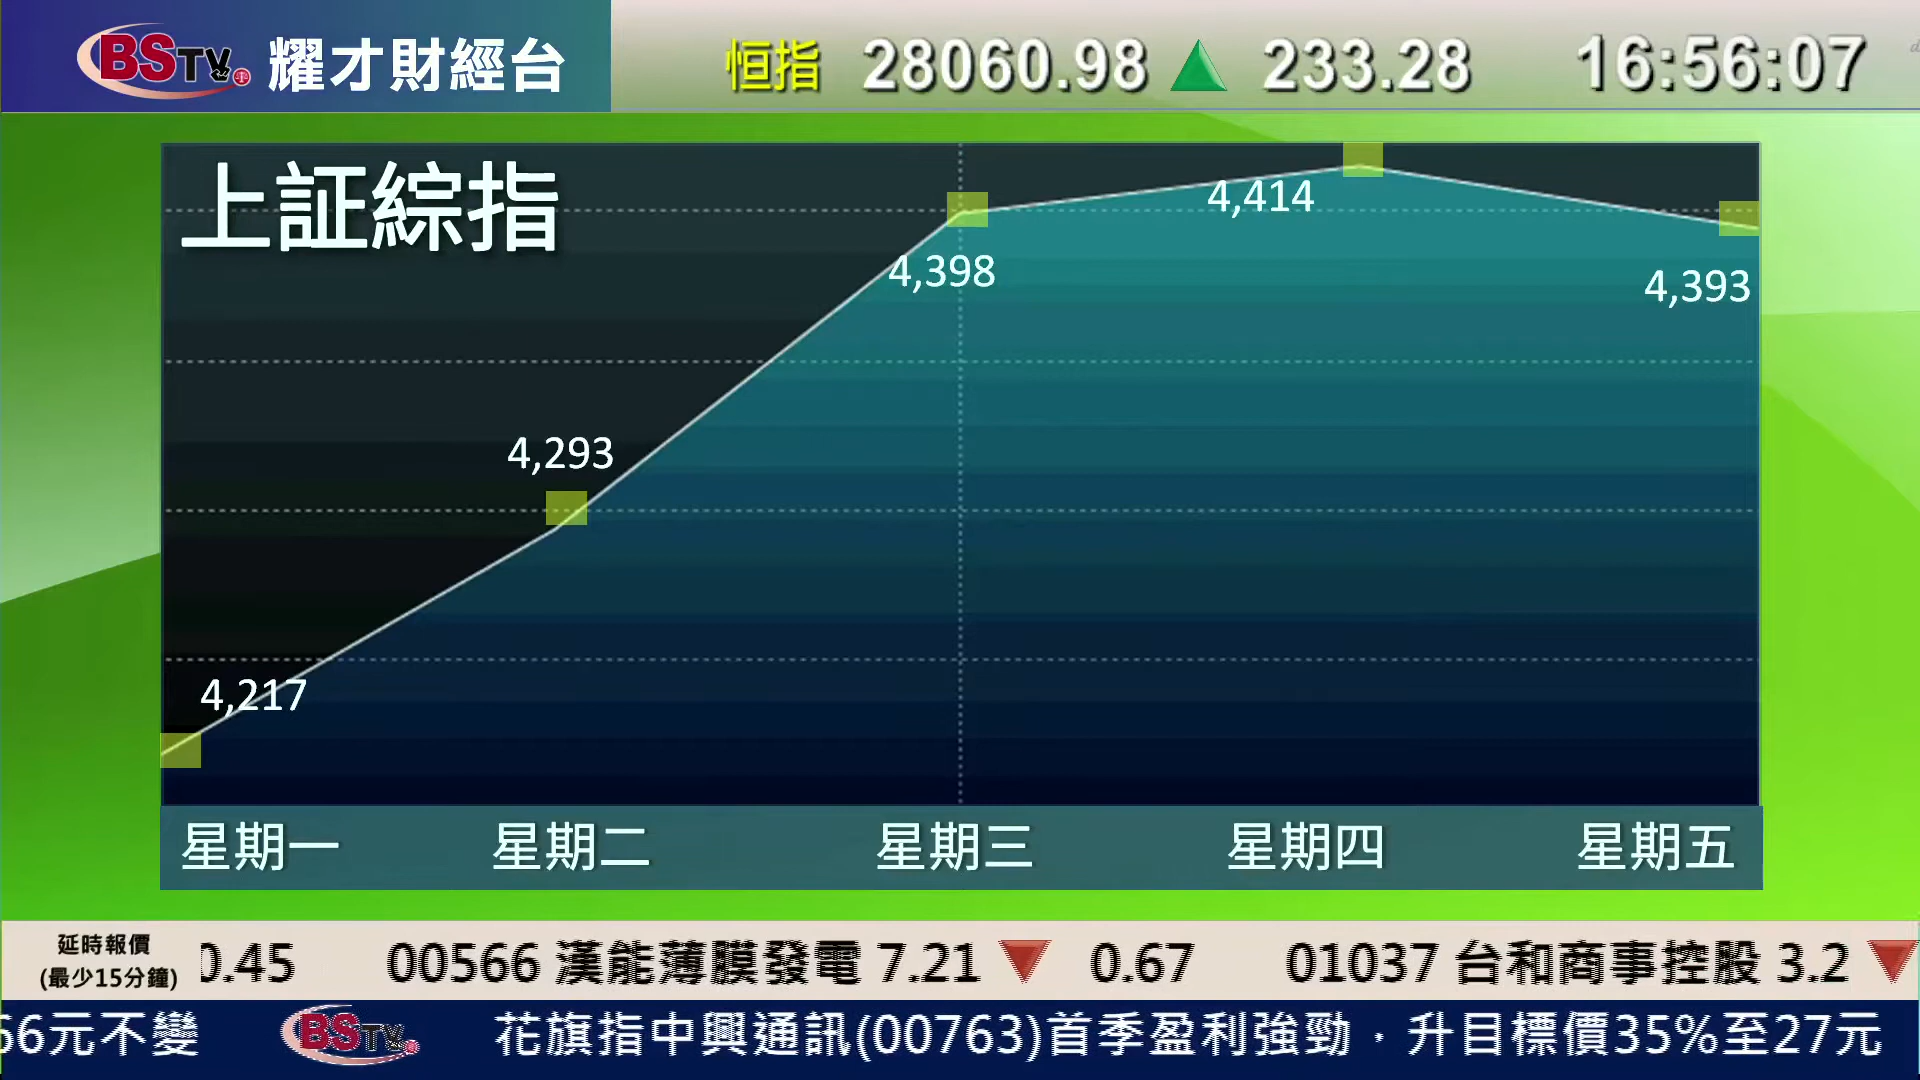 BSTV 耀才財經台
恒指 28060.98 ▲ 233.28 16:56:07
上証綜指
4,414
4,398
4,393
4,293
4,217
星期一 星期二 星期三 星期四 星期五
延時報價
(最少15分鐘)
0.45 00566 漢能薄膜發電 7.21 ▼ 0.67 01037 台和商事控股 3.2 ▼
56元不變 BSTV 花旗指中興通訊(00763)首季盈利強勁，升目標價35%至27元